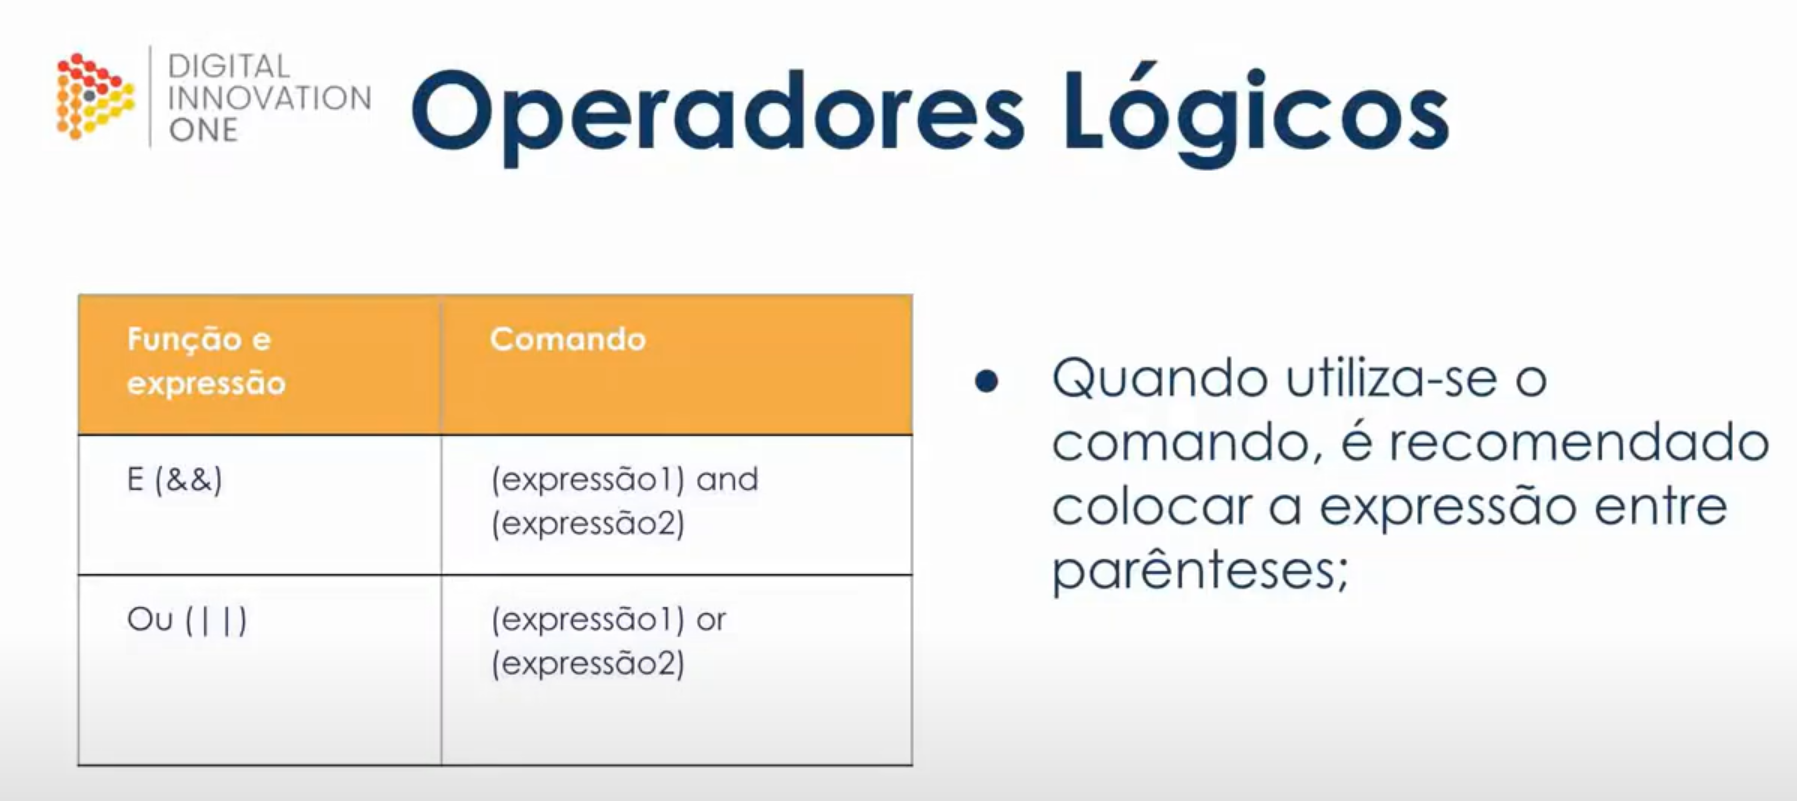 DIGITAL
INNOVATION
ONE
Operadores Lógicos
Função e
expressão
Comando
E (&&)
(expressão1) and
(expressão2)
Ou (||)
(expressão1) or
(expressão2)
● Quando utiliza-se o
comando, é recomendado
colocar a expressão entre
parênteses;